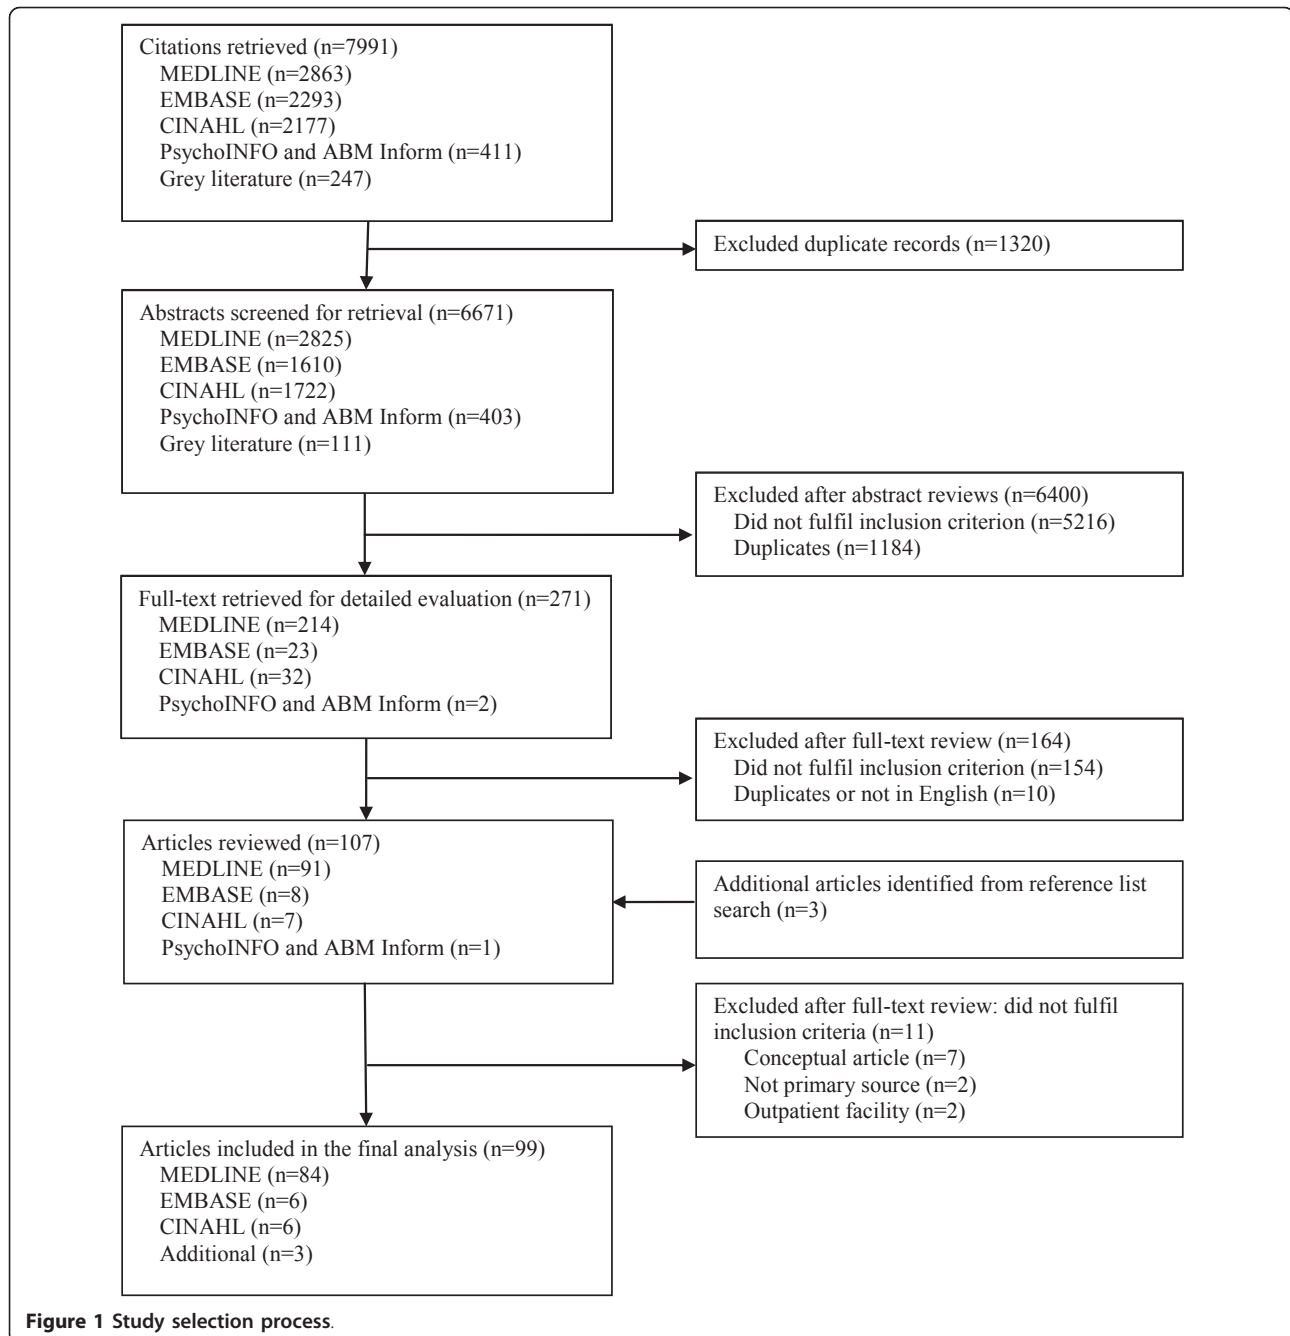 Citations retrieved (n=7991)
MEDLINE (n=2863)
EMBASE (n=2293)
CINAHL (n=2177)
PsychoINFO and ABM Inform (n=411)
Grey literature (n=247)
Excluded duplicate records (n=1320)
Abstracts screened for retrieval (n=6671)
MEDLINE (n=2825)
EMBASE (n=1610)
CINAHL (n=1722)
PsychoINFO and ABM Inform (n=403)
Grey literature (n=111)
Excluded after abstract reviews (n=6400)
Did not fulfil inclusion criterion (n=5216)
Duplicates (n=1184)
Full-text retrieved for detailed evaluation (n=271)
MEDLINE (n=214)
EMBASE (n=23)
CINAHL (n=32)
PsychoINFO and ABM Inform (n=2)
Excluded after full-text review (n=164)
Did not fulfil inclusion criterion (n=154)
Duplicates or not in English (n=10)
Articles reviewed (n=107)
MEDLINE (n=91)
EMBASE (n=8)
CINAHL (n=7)
PsychoINFO and ABM Inform (n=1)
Additional articles identified from reference list
search (n=3)
Excluded after full-text review: did not fulfil
inclusion criteria (n=11)
Conceptual article (n=7)
Not primary source (n=2)
Outpatient facility (n=2)
Articles included in the final analysis (n=99)
MEDLINE (n=84)
EMBASE (n=6)
CINAHL (n=6)
Additional (n=3)
Figure 1 Study selection process.